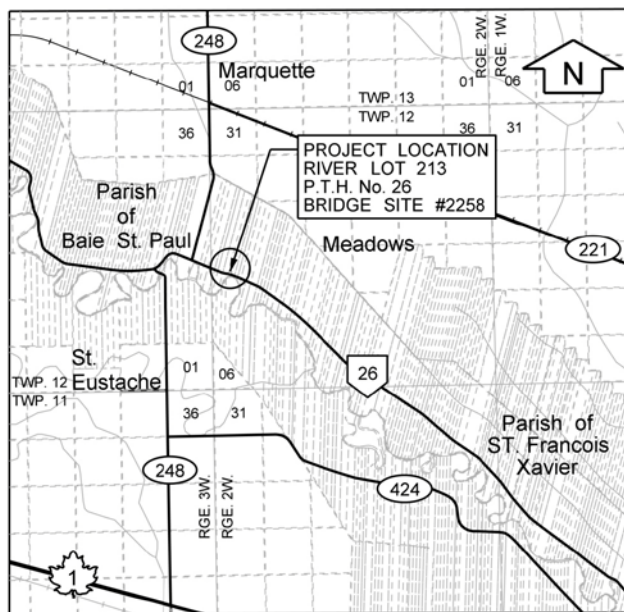 248
RGE. 2W.
RGE. 1W.
Marquette
01 06
01 06
N
TWP. 13
TWP. 12
36 31
36 31
PROJECT LOCATION
RIVER LOT 213
P.T.H. No. 26
BRIDGE SITE #2258
Parish
of
Baie St. Paul
Meadows
221
St.
Eustache
01 06
TWP. 12
TWP. 11
26
36 31
Parish of
ST. Francois
Xavier
248
424
RGE. 3W.
RGE. 2W.
1